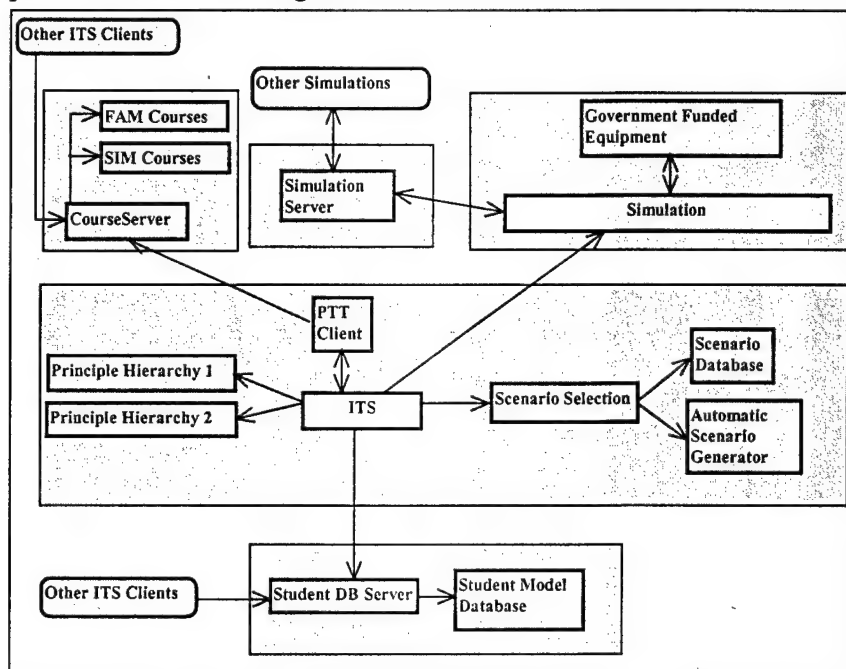 Other ITS Clients
FAM Courses
SIM Courses
CourseServer
Other Simulations
Simulation
Server
Government Funded
Equipment
Simulation
PTT
Client
Principle Hierarchy 1
Principle Hierarchy 2
ITS
Scenario Selection
Scenario
Database
Automatic
Scenario
Generator
Other ITS Clients
Student DB Server
Student Model
Database